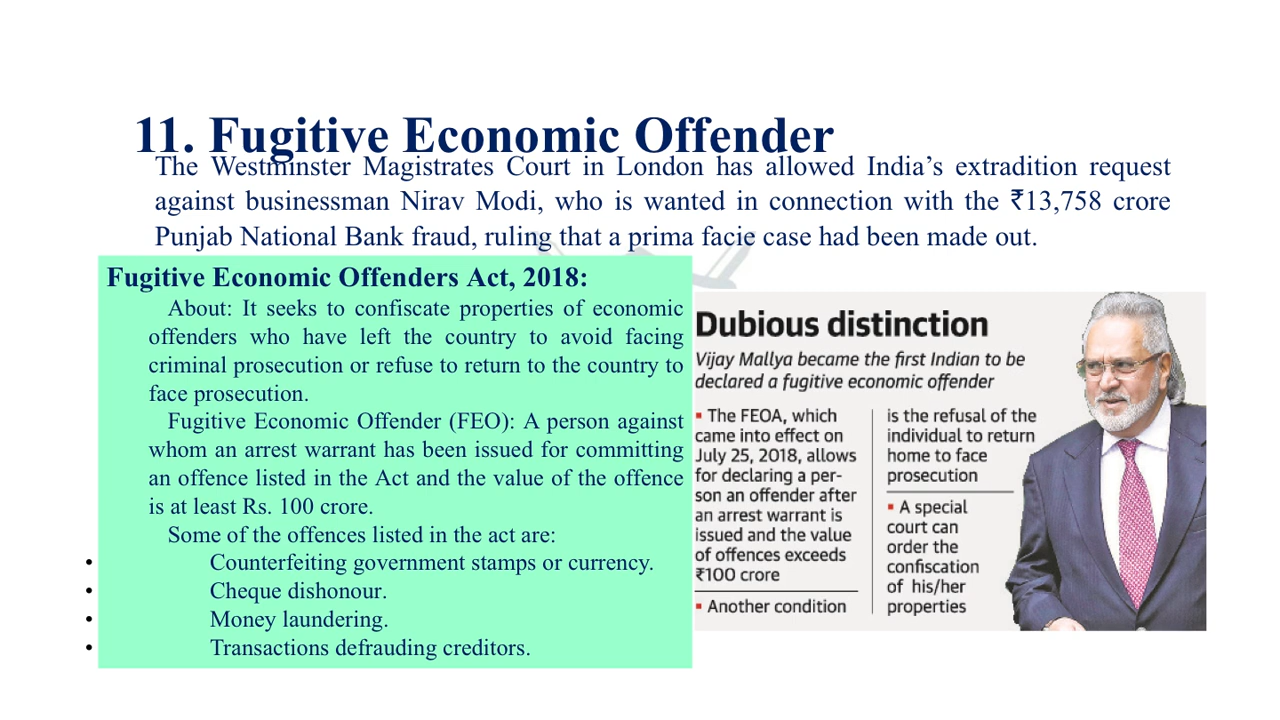 11. Fugitive Economic Offender
The Westminster Magistrates Court in London has allowed India’s extradition request
against businessman Nirav Modi, who is wanted in connection with the ₹13,758 crore
Punjab National Bank fraud, ruling that a prima facie case had been made out.
Fugitive Economic Offenders Act, 2018:
About: It seeks to confiscate properties of economic
offenders who have left the country to avoid facing
criminal prosecution or refuse to return to the country to
face prosecution.
Fugitive Economic Offender (FEO): A person against
whom an arrest warrant has been issued for committing
an offence listed in the Act and the value of the offence
is at least Rs. 100 crore.
Some of the offences listed in the act are:
• Counterfeiting government stamps or currency.
• Cheque dishonour.
• Money laundering.
• Transactions defrauding creditors.
Dubious distinction
Vijay Mallya became the first Indian to be
declared a fugitive economic offender
▪ The FEOA, which
came into effect on
July 25, 2018, allows
for declaring a per-
son an offender after
an arrest warrant is
issued and the value
of offences exceeds
₹100 crore
▪ Another condition
is the refusal of the
individual to return
home to face
prosecution
▪ A special
court can
order the
confiscation
of his/her
properties